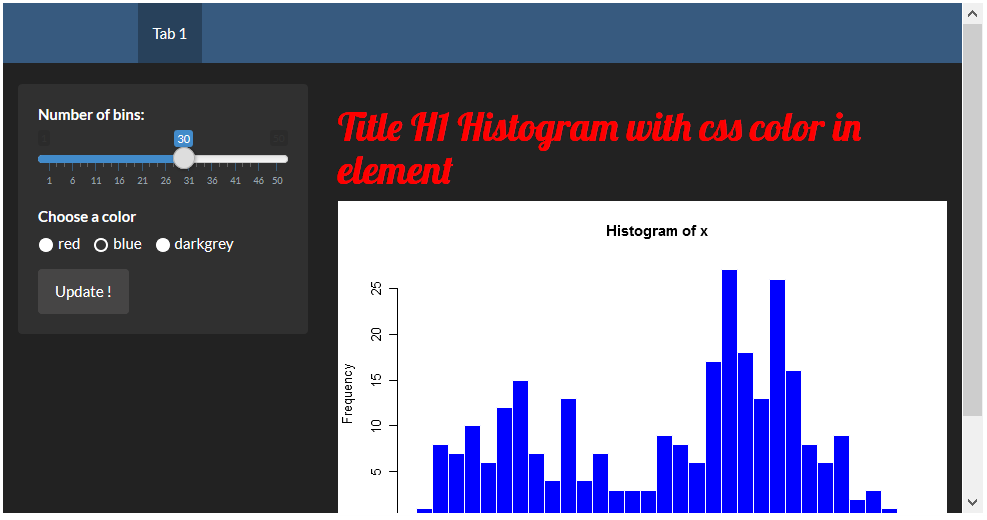 Tab 1
Number of bins:
30
1 6 11 16 21 26 31 36 41 46 50
Choose a color
red blue darkgrey
Update !
Title H1 Histogram with css color in
element
Histogram of x
Frequency
25
20
15
10
5